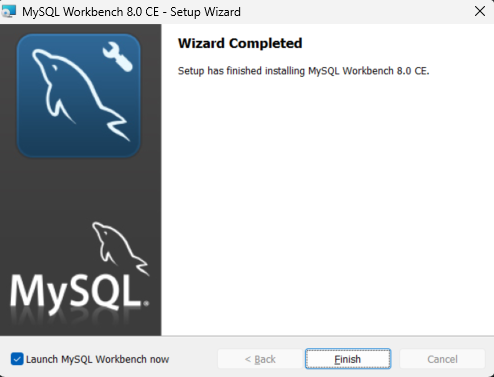 MySQL Workbench 8.0 CE - Setup Wizard
Wizard Completed
Setup has finished installing MySQL Workbench 8.0 CE.
MySQL®
Launch MySQL Workbench now
< Back
Finish
Cancel